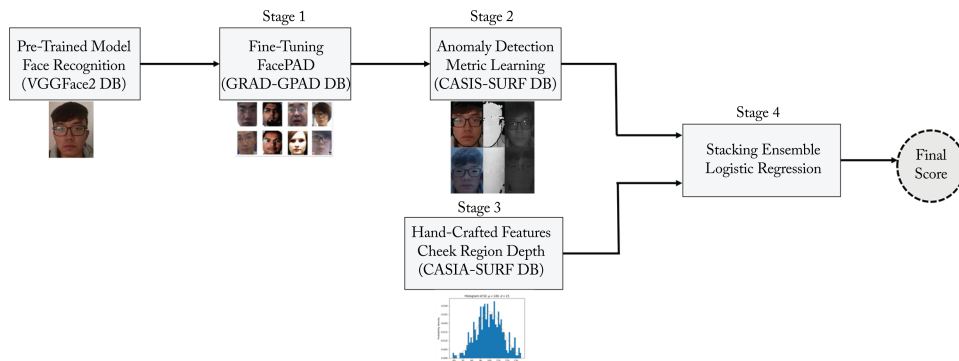 Stage 1
Stage 2
Pre-Trained Model
Face Recognition
(VGGFace2 DB)
Fine-Tuning
FacePAD
(GRAD-GPAD DB)
Anomaly Detection
Metric Learning
(CASIS-SURF DB)
Stage 4
Stacking Ensemble
Logistic Regression
Final
Score
Stage 3
Hand-Crafted Features
Cheek Region Depth
(CASIA-SURF DB)